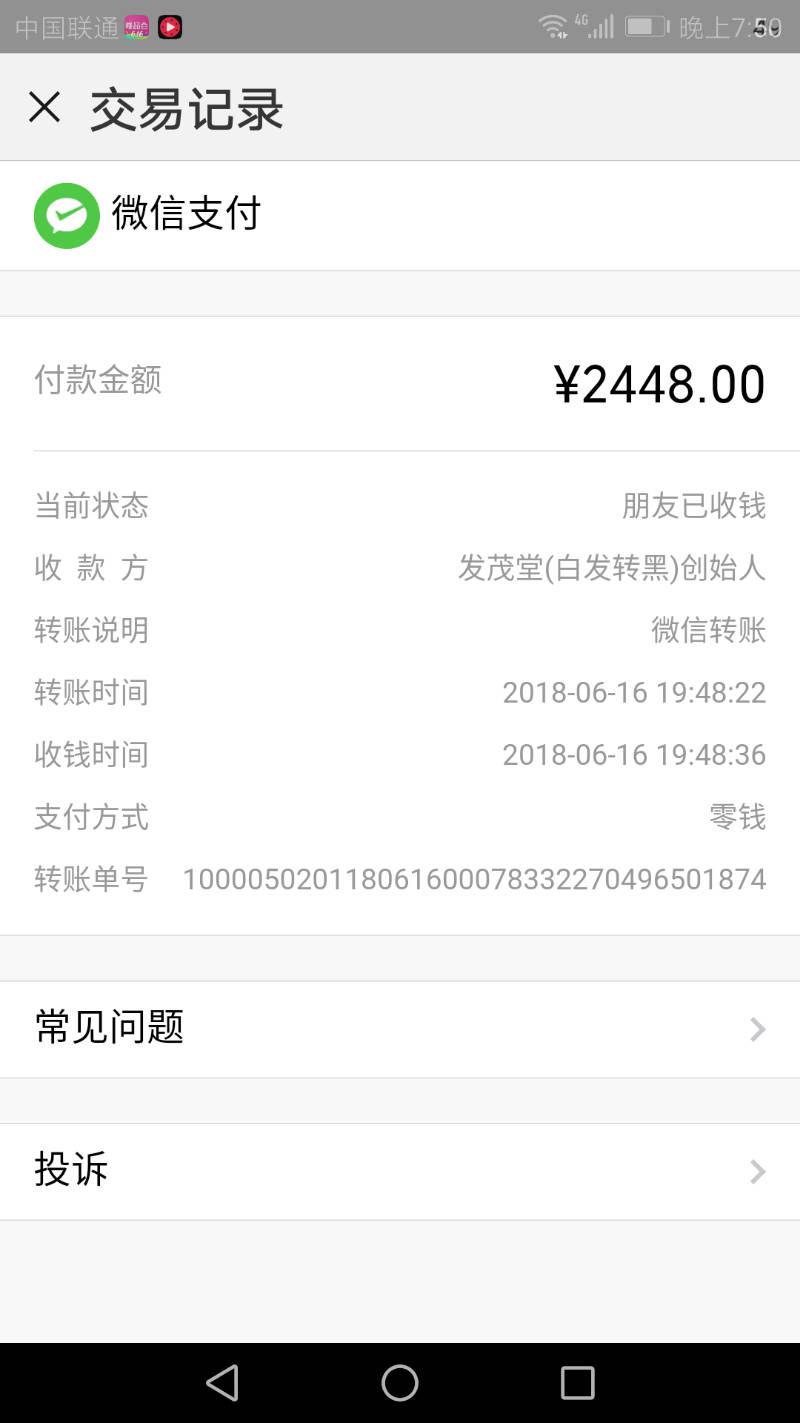 中国联通 4G 晚上7:50
交易记录
微信支付
付款金额 ¥2448.00
当前状态 朋友已收钱
收款方 发茂堂(白发转黑)创始人
转账说明 微信转账
转账时间 2018-06-16 19:48:22
收钱时间 2018-06-16 19:48:36
支付方式 零钱
转账单号 100005020118061600078332270496501874
常见问题
投诉